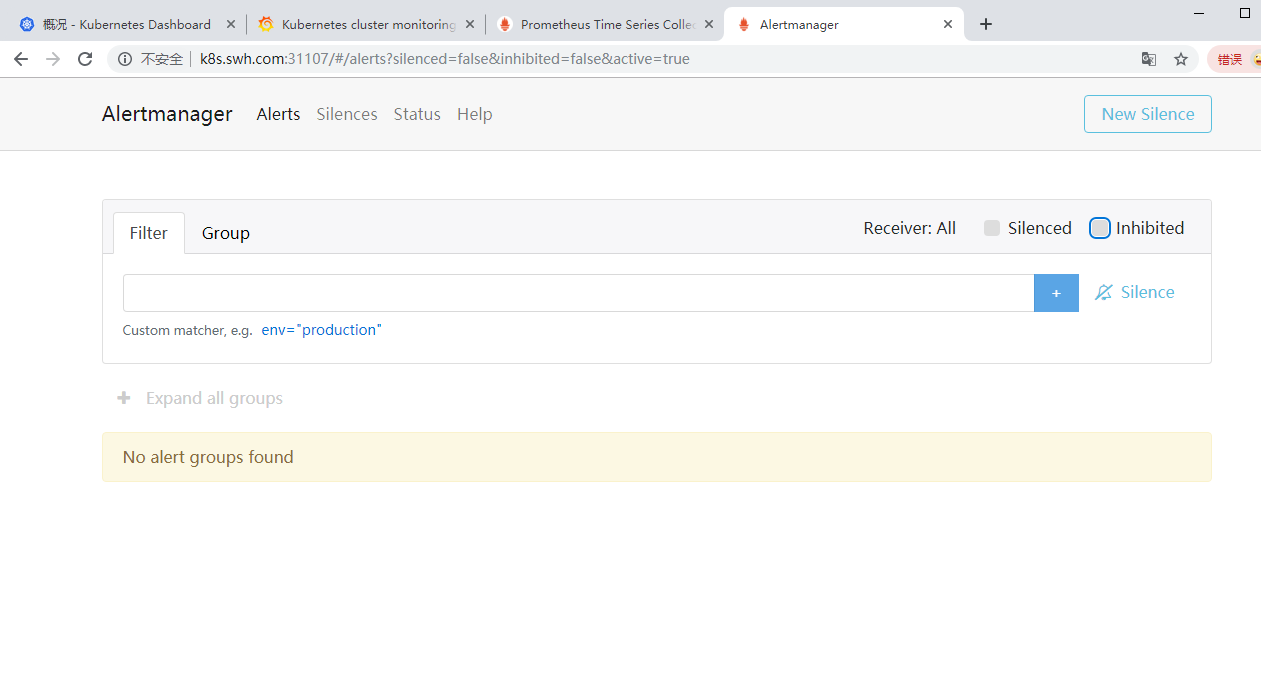 概况 - Kubernetes Dashboard
Kubernetes cluster monitoring
Prometheus Time Series Collec
Alertmanager
不安全 k8s.swh.com:31107/#/alerts?silenced=false&inhibited=false&active=true
错误
Alertmanager Alerts Silences Status Help New Silence
Filter Group Receiver: All Silenced Inhibited
+ Silence
Custom matcher, e.g. env="production"
+ Expand all groups
No alert groups found